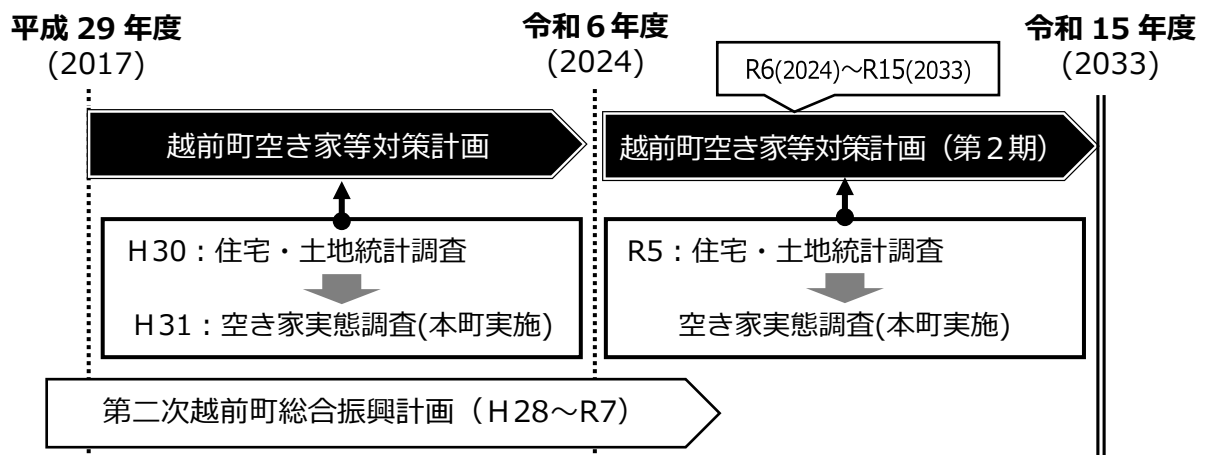 平成 29 年度
(2017)
令和６年度
(2024)
令和 15 年度
(2033)
R6(2024)～R15(2033)
越前町空き家等対策計画
越前町空き家等対策計画（第２期）
Ｈ30：住宅・土地統計調査
Ｈ31：空き家実態調査(本町実施)
R5：住宅・土地統計調査
空き家実態調査(本町実施)
第二次越前町総合振興計画（Ｈ28～R7）